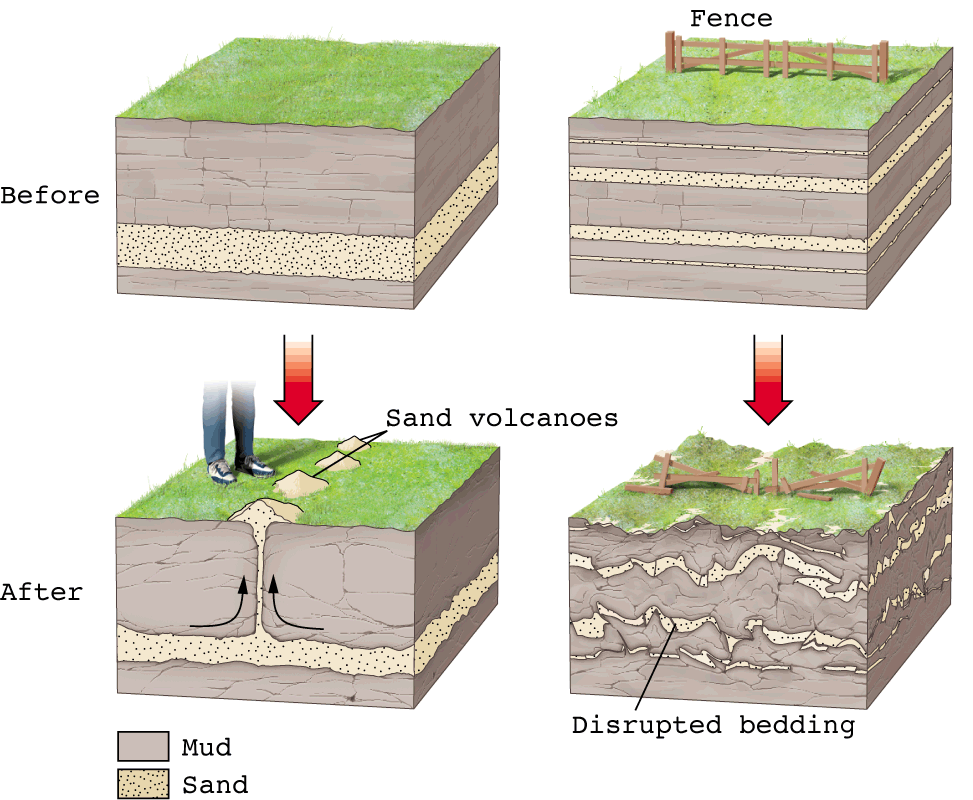 Fence
Before
Sand volcanoes
After
Disrupted bedding
Mud
Sand